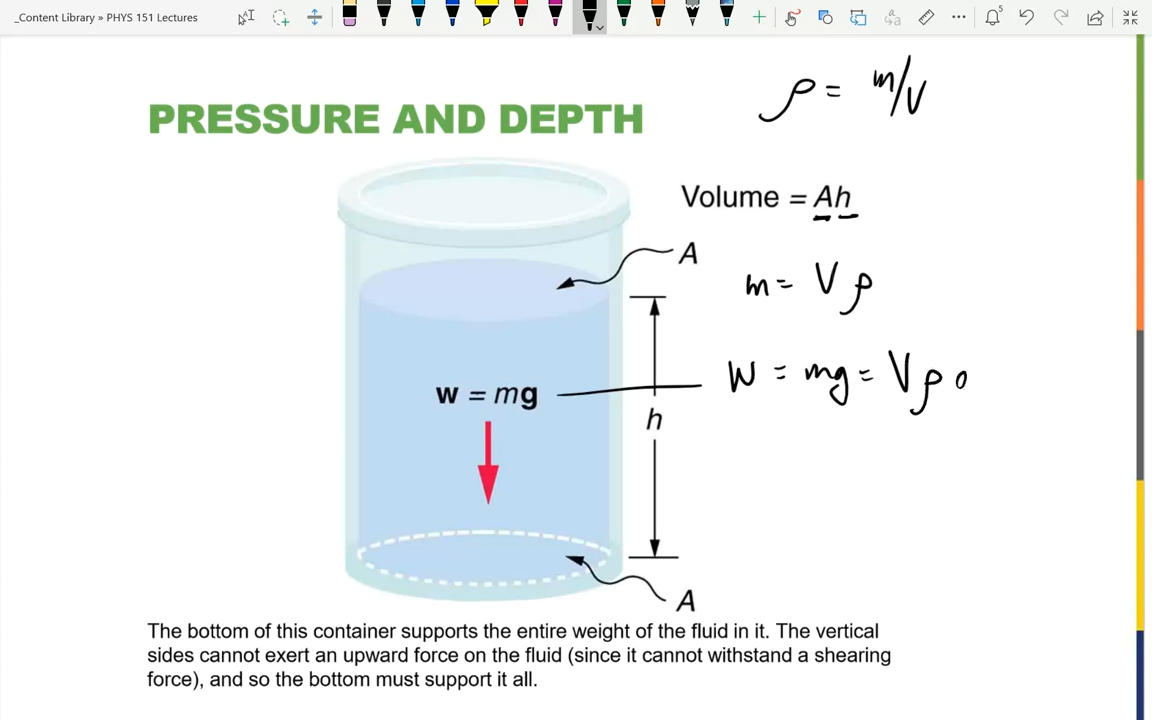 _Content Library » PHYS 151 Lectures
5
ρ = m/V
PRESSURE AND DEPTH
Volume = Ah
A
m = Vρ
w = mg
W = mg = Vρ
h
A
The bottom of this container supports the entire weight of the fluid in it. The vertical
sides cannot exert an upward force on the fluid (since it cannot withstand a shearing
force), and so the bottom must support it all.